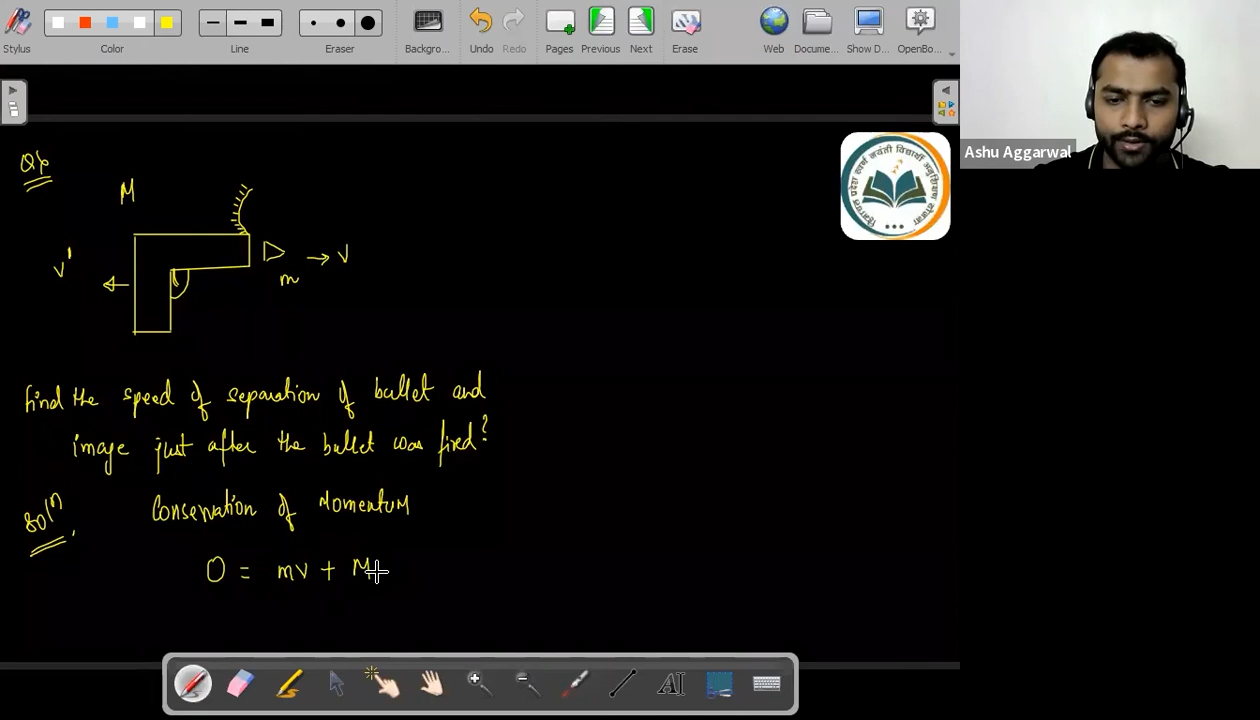 Stylus
Color
Line
Eraser
Backgro...
Undo
Redo
Pages
Previous
Next
Erase
Web
Docume...
Show D...
OpenBo...
Ashu Aggarwal
M
V'
m
→ V
find the speed of separation of bullet and
image just after the bullet was fired?
Solⁿ.
Conservation of Momentum
0 = mv + M